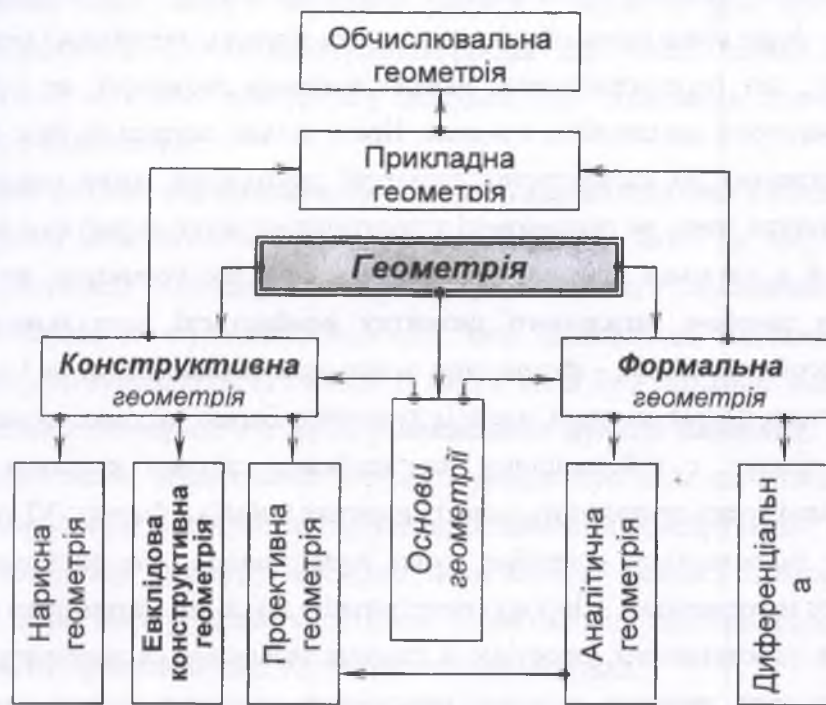 Обчислювальна
геометрія
Прикладна
геометрія
Геометрія
Конструктивна
геометрія
Формальна
геометрія
Нарисна
геометрія
Евклідова
конструктивна
геометрія
Проективна
геометрія
Основи
геометрії
Аналітична
геометрія
Диференціальн
а